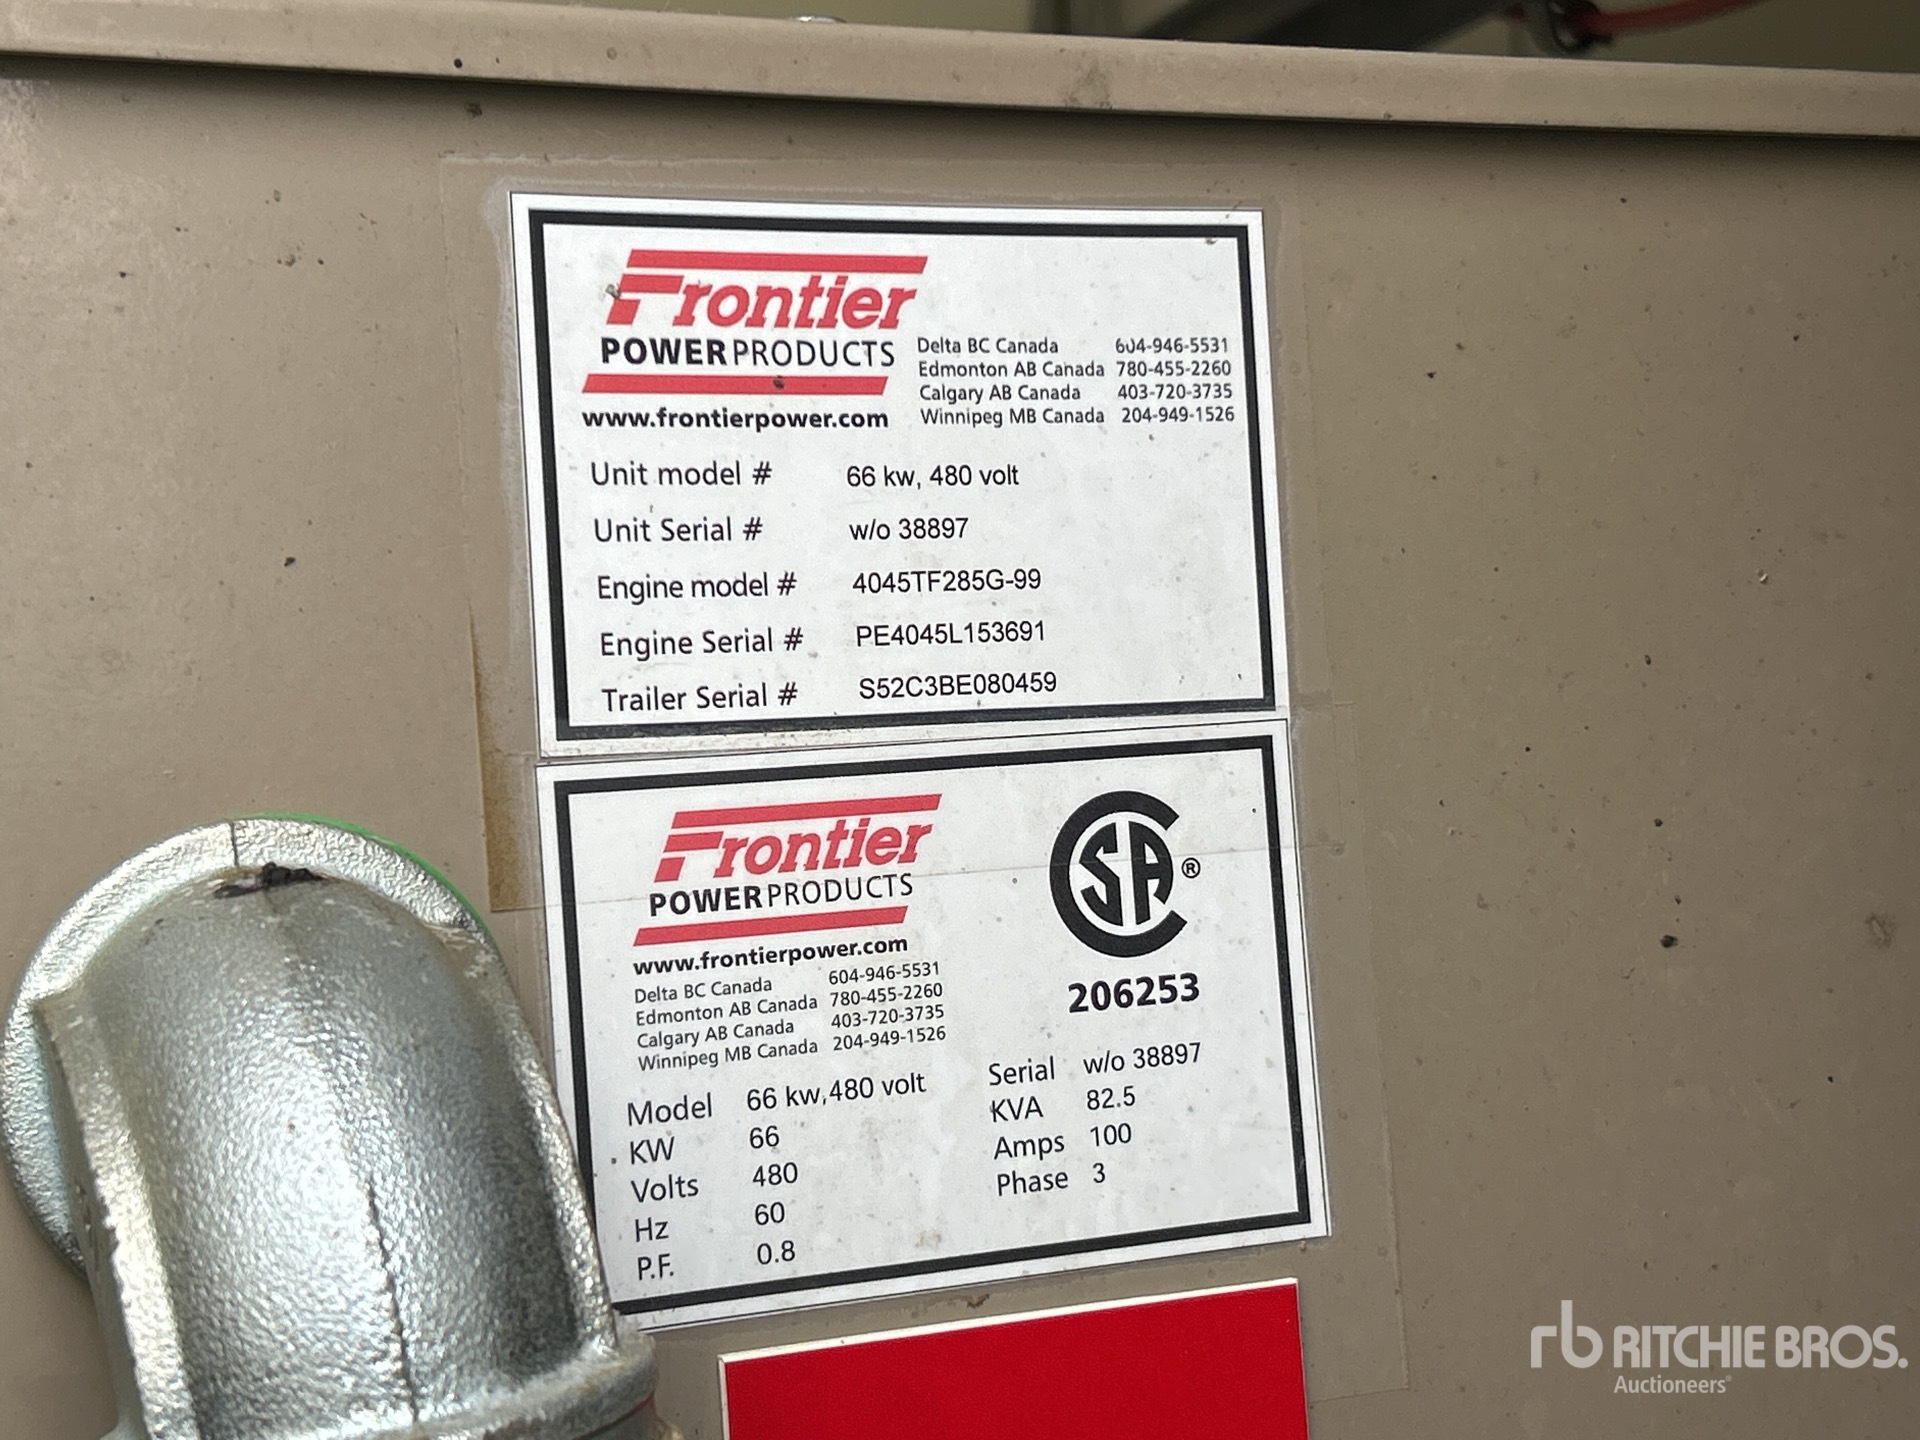 Frontier
POWER PRODUCTS
www.frontierpower.com
Delta BC Canada 604-946-5531
Edmonton AB Canada 780-455-2260
Calgary AB Canada 403-720-3735
Winnipeg MB Canada 204-949-1526
Unit model # 66 kw, 480 volt
Unit Serial # w/o 38897
Engine model # 4045TF285G-99
Engine Serial # PE4045L153691
Trailer Serial # S52C3BE080459
Frontier
POWER PRODUCTS
www.frontierpower.com
Delta BC Canada 604-946-5531
Edmonton AB Canada 780-455-2260
Calgary AB Canada 403-720-3735
Winnipeg MB Canada 204-949-1526
CSA ®
206253
Model 66 kw,480 volt
KW 66
Volts 480
Hz 60
P.F. 0.8
Serial w/o 38897
KVA 82.5
Amps 100
Phase 3
rb RITCHIE BROS.
Auctioneers